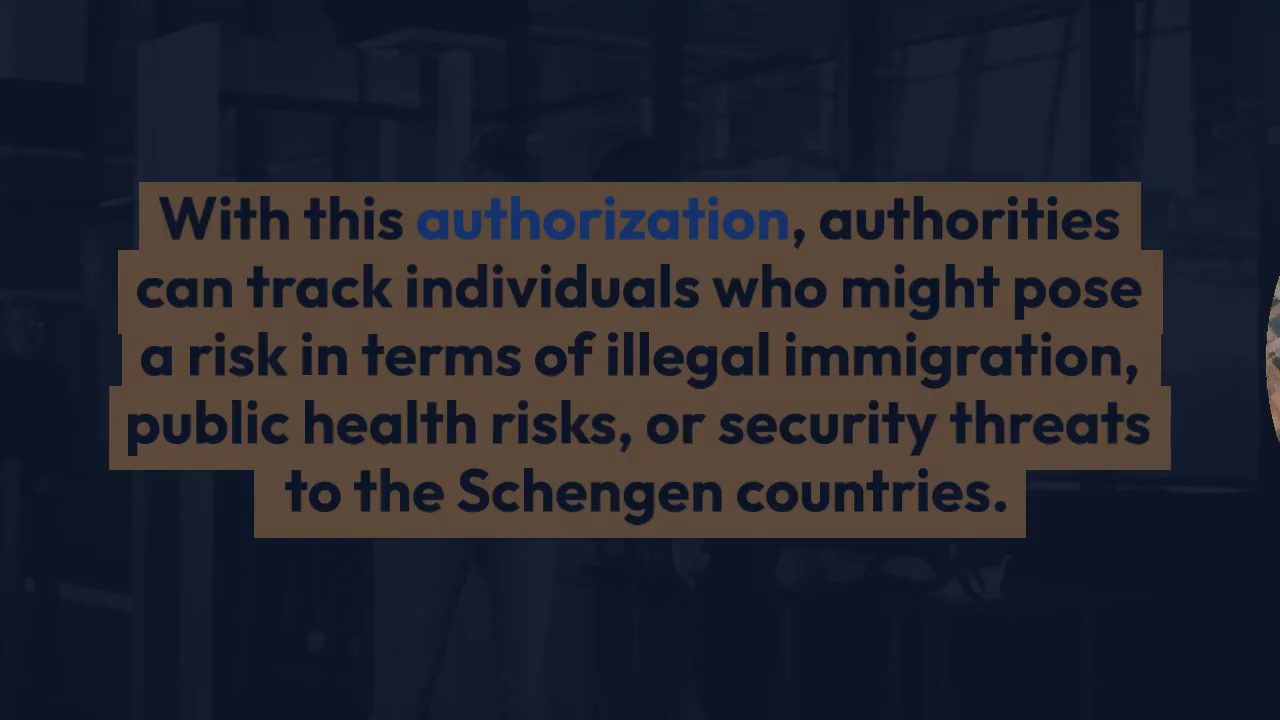 With this authorization, authorities
can track individuals who might pose
a risk in terms of illegal immigration,
public health risks, or security threats
to the Schengen countries.